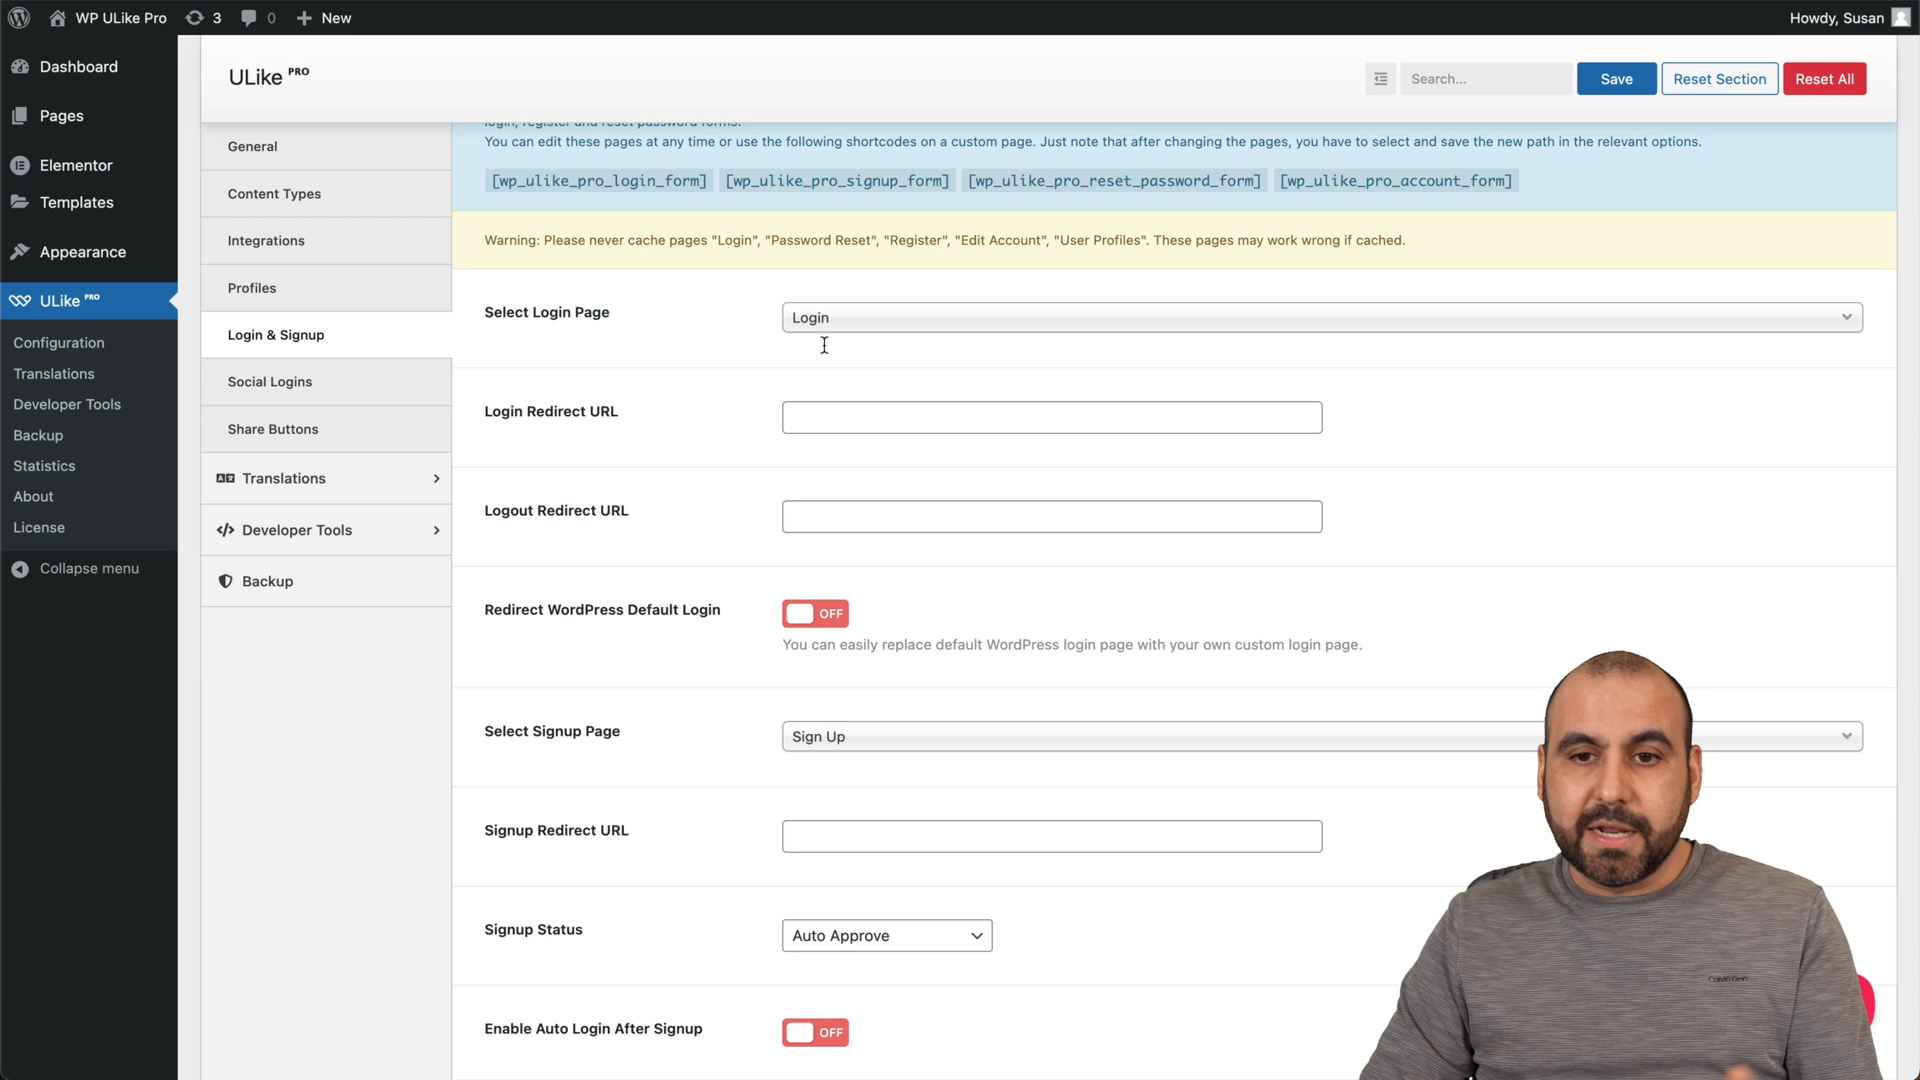 WP ULike Pro 3 0 New Howdy, Susan
Dashboard
Pages
Elementor
Templates
Appearance
ULike PRO
Configuration
Translations
Developer Tools
Backup
Statistics
About
License
Collapse menu
ULike PRO
Search...
Save
Reset Section
Reset All
General
Content Types
Integrations
Profiles
Login & Signup
Social Logins
Share Buttons
Translations
Developer Tools
Backup
login, register and reset password forms.
You can edit these pages at any time or use the following shortcodes on a custom page. Just note that after changing the pages, you have to select and save the new path in the relevant options.
[wp_ulike_pro_login_form] [wp_ulike_pro_signup_form] [wp_ulike_pro_reset_password_form] [wp_ulike_pro_account_form]
Warning: Please never cache pages "Login", "Password Reset", "Register", "Edit Account", "User Profiles". These pages may work wrong if cached.
Select Login Page
Login
Login Redirect URL
Logout Redirect URL
Redirect WordPress Default Login
OFF
You can easily replace default WordPress login page with your own custom login page.
Select Signup Page
Sign Up
Signup Redirect URL
Signup Status
Auto Approve
Enable Auto Login After Signup
OFF
Calvin Klein